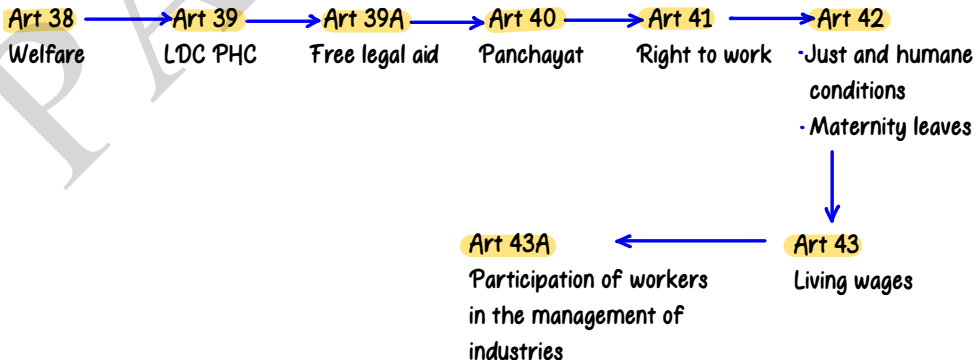 Art 38
Welfare
Art 39
LDC PHC
Art 39A
Free legal aid
Art 40
Panchayat
Art 41
Right to work
Art 42
·Just and humane
conditions
· Maternity leaves
Art 43
Living wages
Art 43A
Participation of workers
in the management of
industries
PA